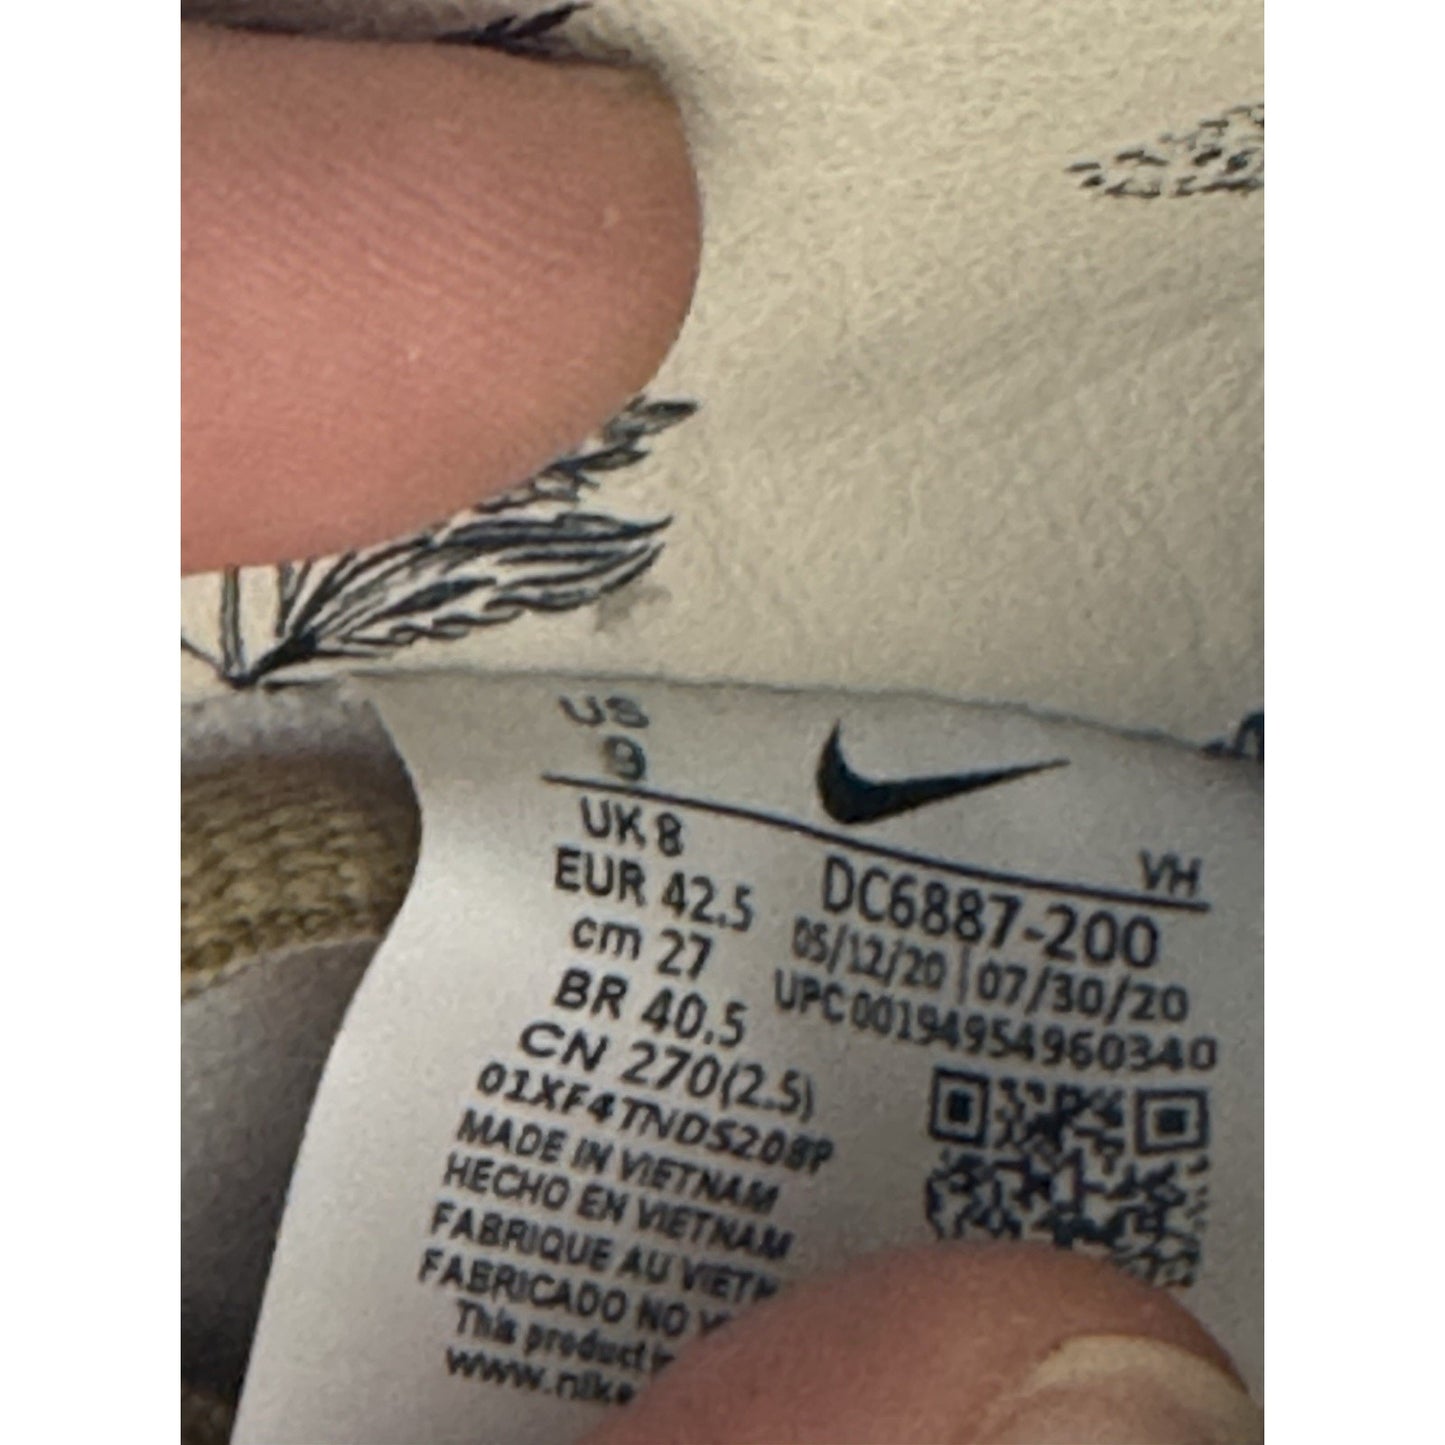 US
9
UK 8
EUR 42.5
cm 27
BR 40.5
CN 270(2.5)
01XF4TNDS208P
MADE IN VIETNAM
HECHO EN VIETNAM
FABRIQUE AU VIETN
FABRICADO NO V
This product
www.nike
VH
DC6887-200
05/12/20 | 07/30/20
UPC 00194954960340